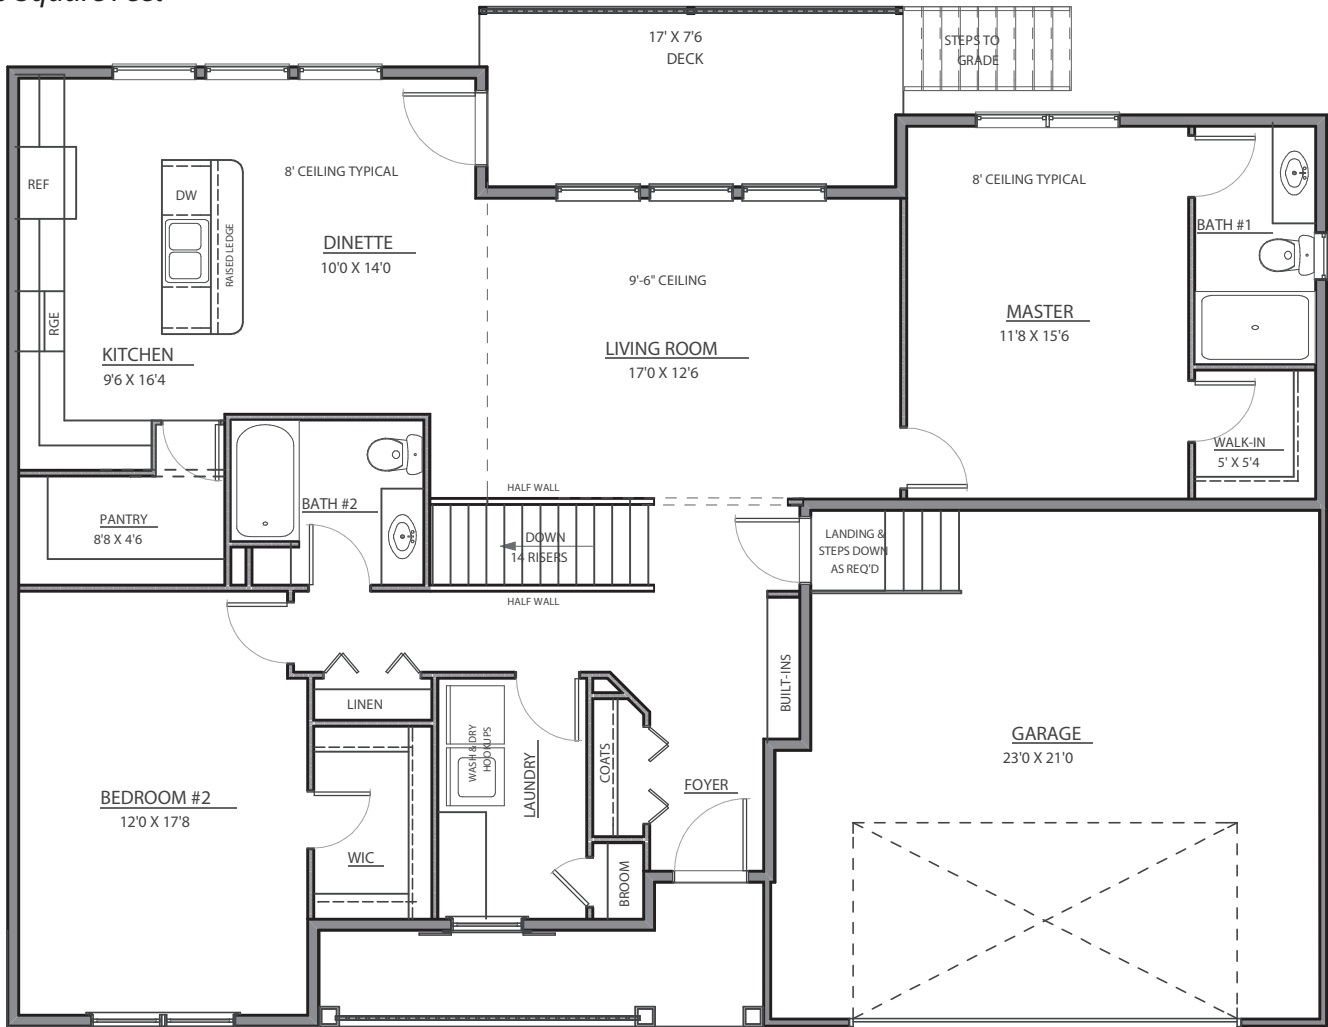 Square Feet
17' X 7'6
DECK
STEPS TO
GRADE
REF
DW
RAISED LEDGE
8' CEILING TYPICAL
DINETTE
10'0 X 14'0
RGE
KITCHEN
9'6 X 16'4
9'-6" CEILING
LIVING ROOM
17'0 X 12'6
8' CEILING TYPICAL
MASTER
11'8 X 15'6
BATH #1
WALK-IN
5' X 5'4
PANTRY
8'8 X 4'6
BATH #2
HALF WALL
DOWN
14 RISERS
HALF WALL
LANDING &
STEPS DOWN
AS REQ'D
LINEN
WASH & DRY
HOOKUPS
LAUNDRY
COATS
BUILT-INS
FOYER
GARAGE
23'0 X 21'0
BEDROOM #2
12'0 X 17'8
WIC
BROOM